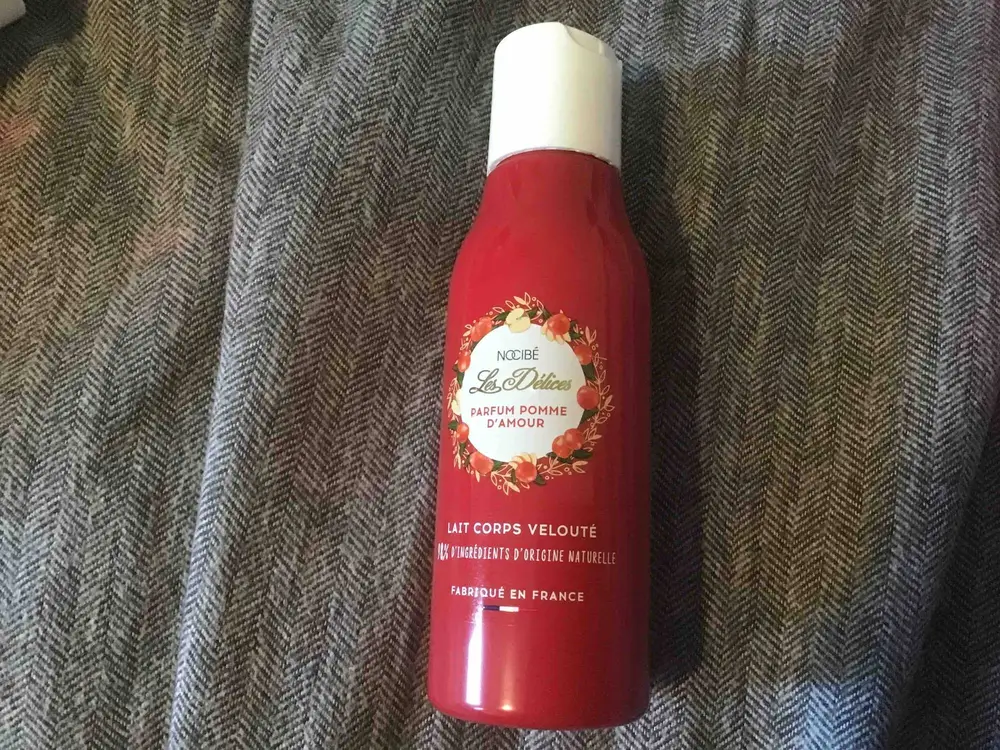 NOCIBÉ
Les Délices
PARFUM POMME
D'AMOUR
LAIT CORPS VELOUTÉ
D'INGRÉDIENTS D'ORIGINE NATURELLE
FABRIQUÉ EN FRANCE